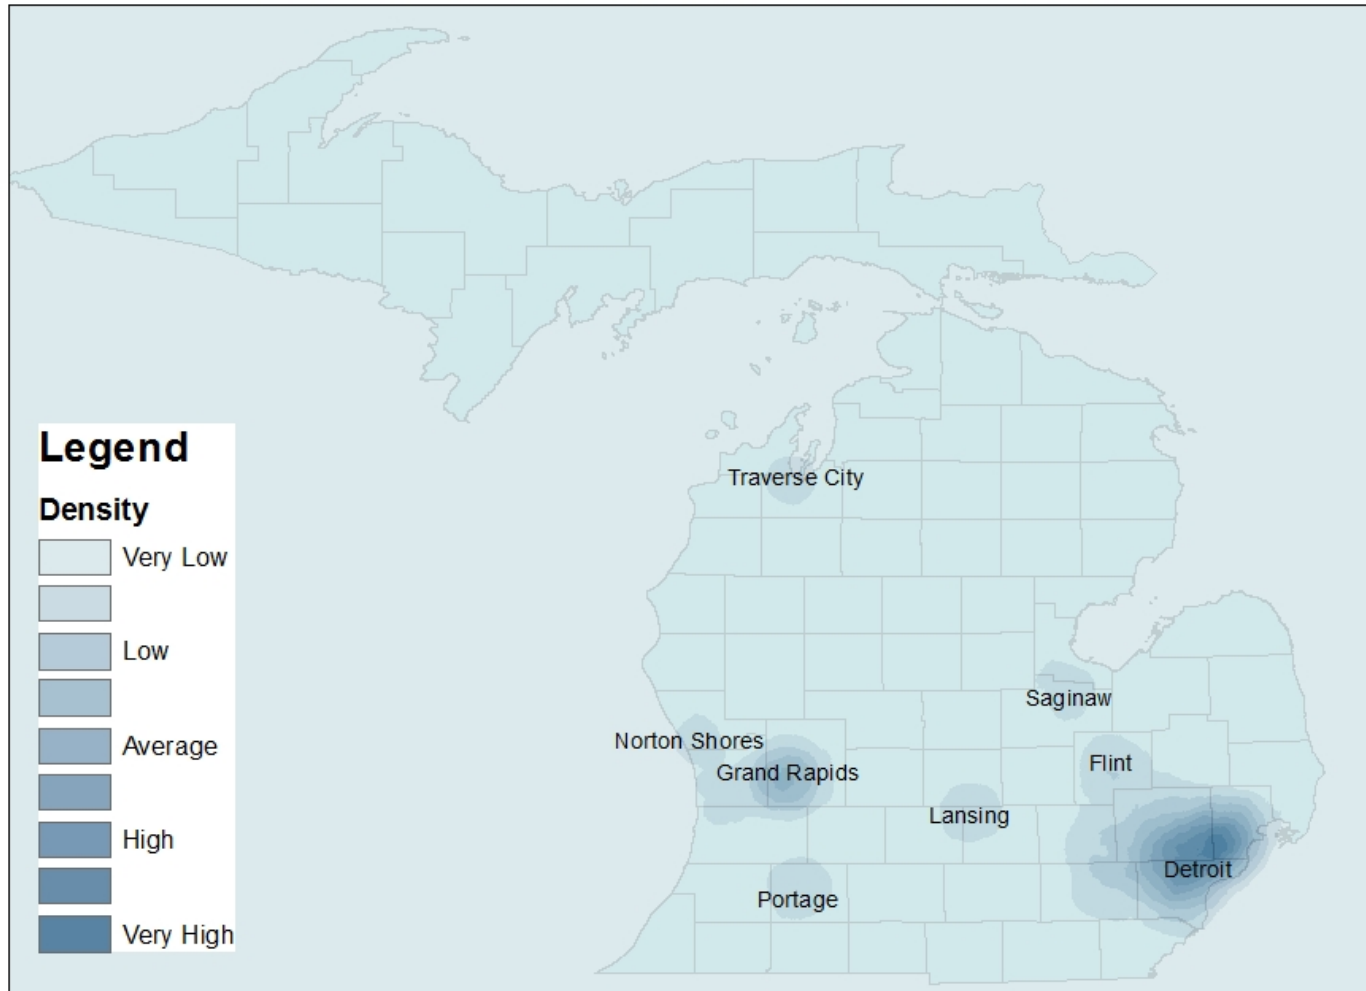 Legend
Density
Very Low
Low
Average
High
Very High
Traverse City
Saginaw
Norton Shores
Flint
Grand Rapids
Lansing
Detroit
Portage